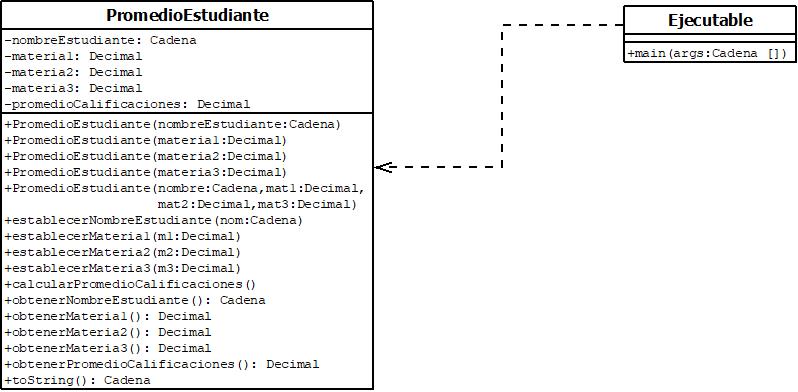 PromedioEstudiante
-nombreEstudiante: Cadena
-material: Decimal
-materia2: Decimal
-materia3: Decimal
-promedioCalificaciones: Decimal
+PromedioEstudiante(nombreEstudiante:Cadena)
+PromedioEstudiante(materia1:Decimal)
+PromedioEstudiante(materia2:Decimal)
+PromedioEstudiante(materia3:Decimal)
+PromedioEstudiante(nombre:Cadena,mat1:Decimal,
mat2:Decimal,mat3:Decimal)
+establecerNombreEstudiante(nom:Cadena)
+establecerMateria1(m1:Decimal)
+establecerMateria2(m2:Decimal)
+establecerMateria3(m3:Decimal)
+calcularPromedioCalificaciones()
+obtenerNombreEstudiante(): Cadena
+obtenerMateria1(): Decimal
+obtenerMateria2(): Decimal
+obtenerMateria3(): Decimal
+obtenerPromedioCalificaciones(): Decimal
+toString(): Cadena
Ejecutable
+main(args:Cadena [])